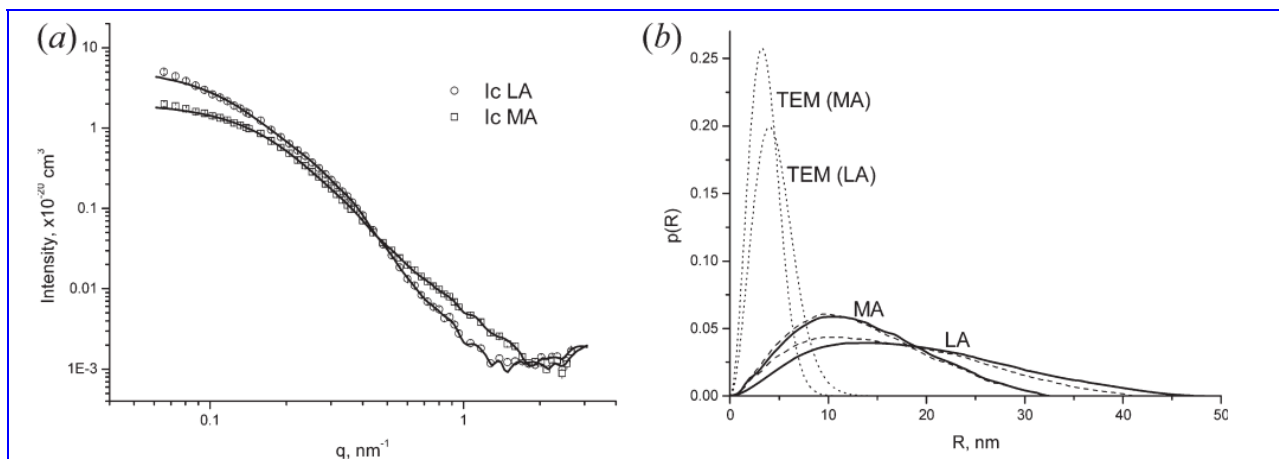 (a)
10
1
0.1
0.01
1E-3
Intensity, x10⁻²⁰ cm³
Ic LA
Ic MA
0.1
1
q, nm⁻¹
(b)
0.25
0.20
0.15
0.10
0.05
0.00
p(R)
TEM (MA)
TEM (LA)
MA
LA
0
10
20
30
40
50
R, nm